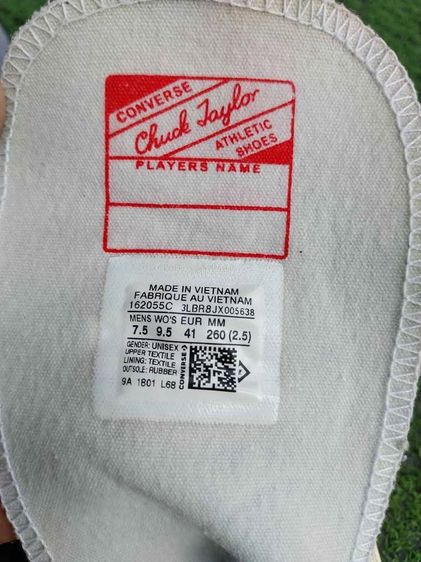 CONVERSE
Chuck Taylor
ATHLETIC
SHOES
PLAYERS NAME
MADE IN VIETNAM
FABRIQUE AU VIETNAM
162055C 3LBR8JX005638
MENS WO'S EUR MM
7.5 9.5 41 260 (2.5)
GENDER: UNISEX
UPPER: TEXTILE
LINING: TEXTILE
OUTSOLE: RUBBER
CONVERSE
9A 1801 L68